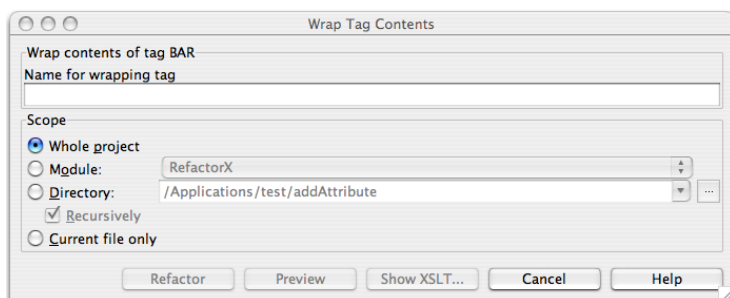 Wrap Tag Contents
Wrap contents of tag BAR
Name for wrapping tag
Scope
Whole project
Module: RefactorX
Directory: /Applications/test/addAttribute ...
Recursively
Current file only
Refactor Preview Show XSLT... Cancel Help